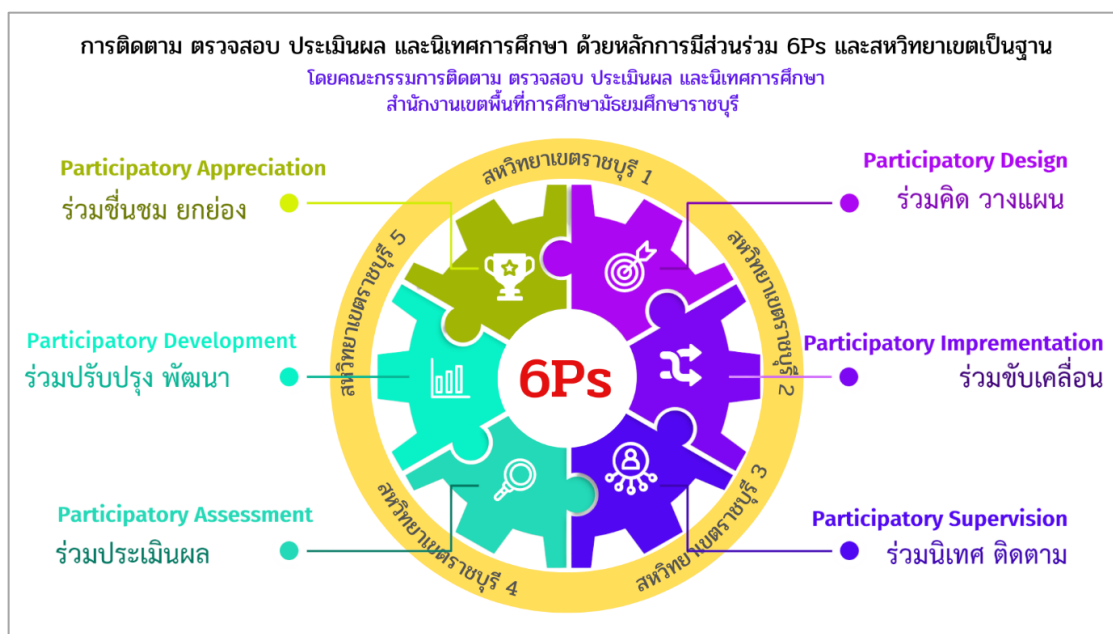 การติดตาม ตรวจสอบ ประเมินผล และนิเทศการศึกษา ด้วยหลักการมีส่วนร่วม 6Ps และสหวิทยาเขตเป็นฐาน
โดยคณะกรรมการติดตาม ตรวจสอบ ประเมินผล และนิเทศการศึกษา
สำนักงานเขตพื้นที่การศึกษามัธยมศึกษาราชบุรี
Participatory Appreciation
ร่วมชื่นชม ยกย่อง
Participatory Design
ร่วมคิด วางแผน
สหวิทยาเขตราชบุรี 1
สหวิทยาเขตราชบุรี 2
สหวิทยาเขตราชบุรี 3
สหวิทยาเขตราชบุรี 4
สหวิทยาเขตราชบุรี 5
Participatory Development
ร่วมปรับปรุง พัฒนา
6Ps
Participatory Imprementation
ร่วมขับเคลื่อน
Participatory Assessment
ร่วมประเมินผล
Participatory Supervision
ร่วมนิเทศ ติดตาม